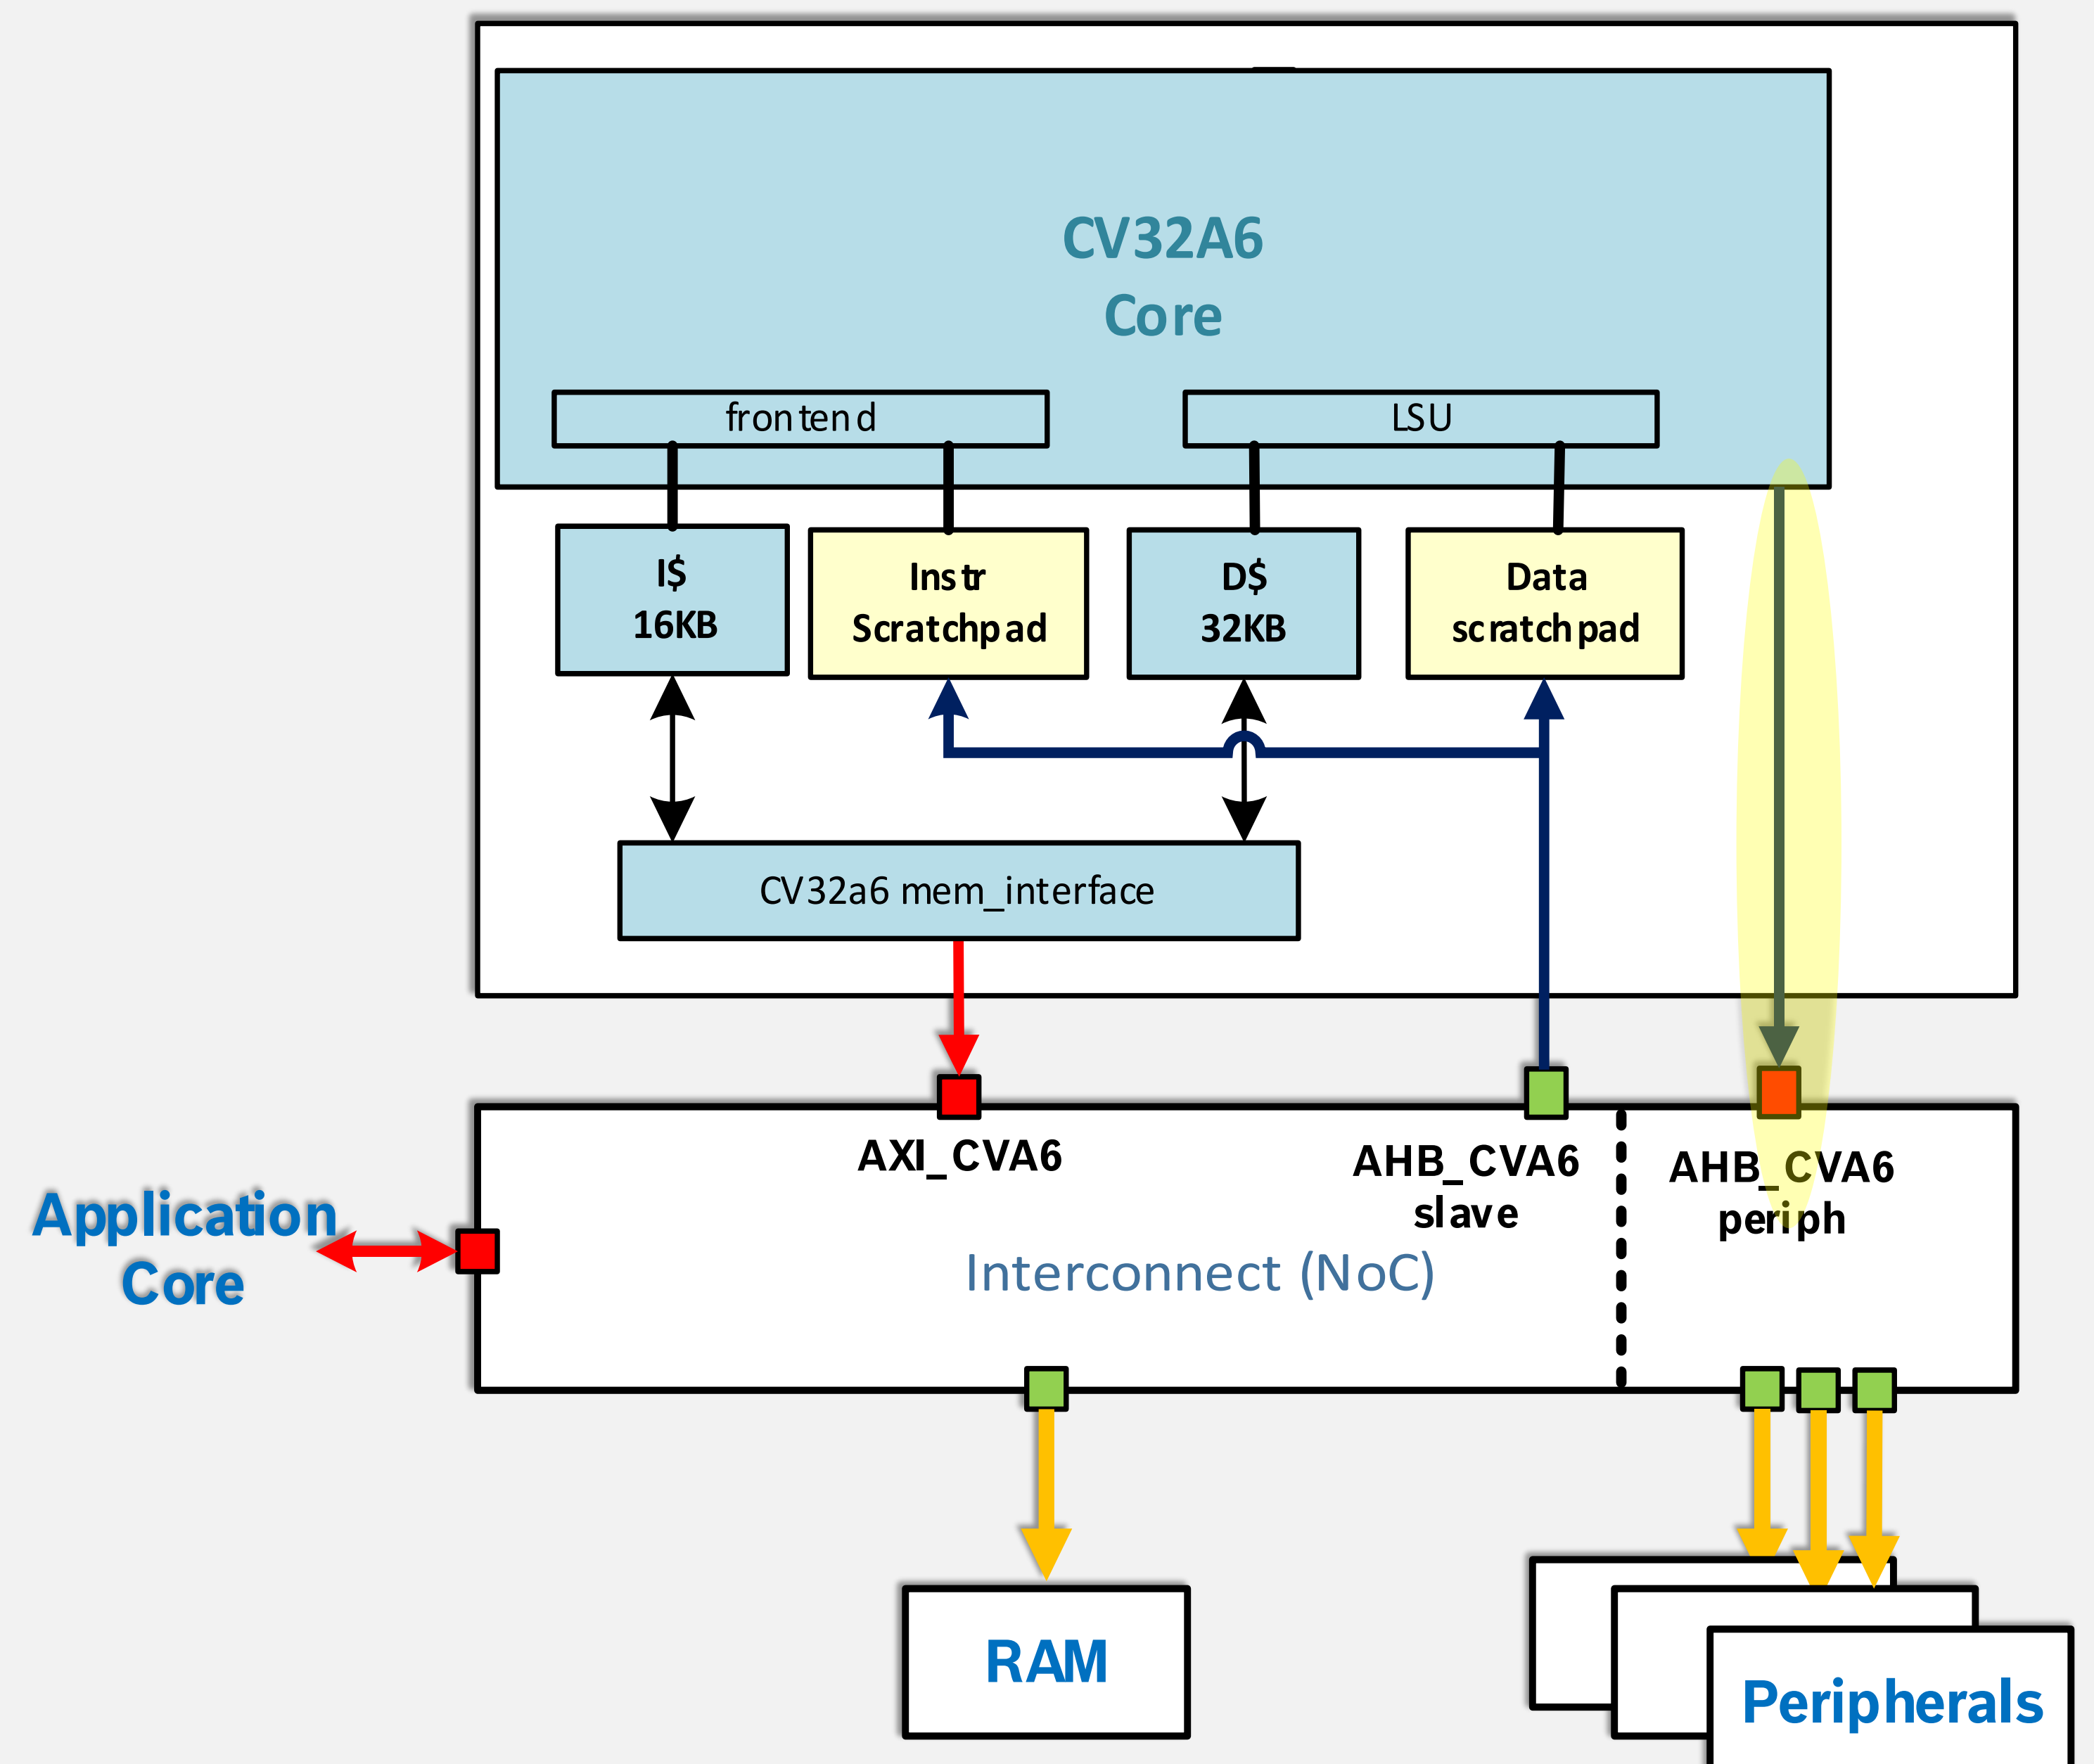 CV32A6
Core
frontend
LSU
I$
16KB
Instr
Scratchpad
D$
32KB
Data
scratchpad
CV32a6 mem_interface
AXI_CVA6
AHB_CVA6
slave
AHB_CVA6
periph
Application
Core
Interconnect (NoC)
RAM
Peripherals